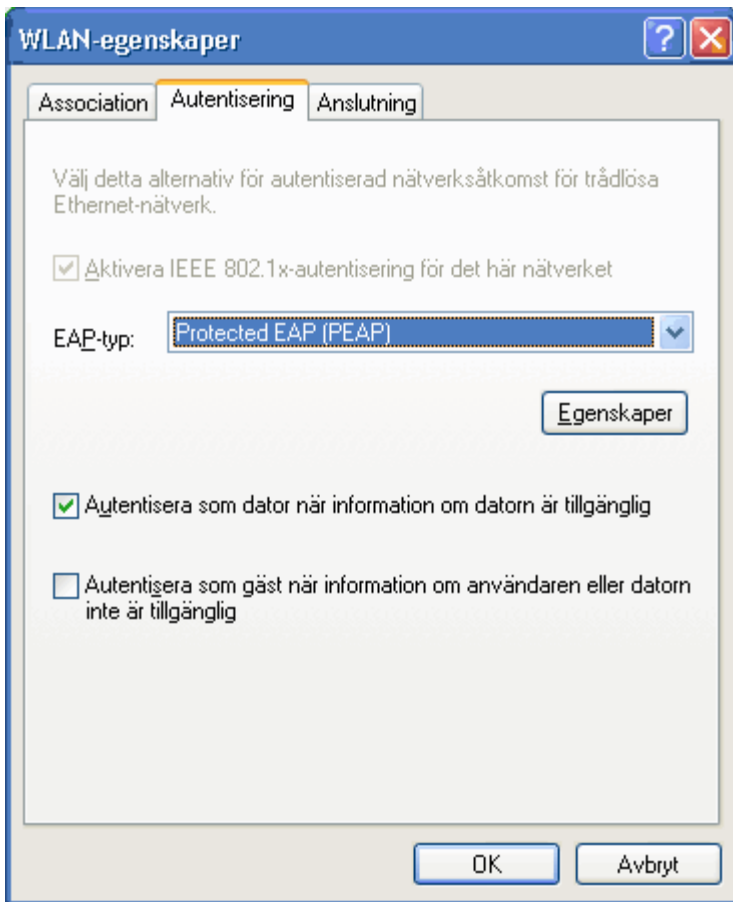 WLAN-egenskaper
Association
Autentisering
Anslutning
Välj detta alternativ för autentiserad nätverksåtkomst för trådlösa
Ethernet-nätverk.
Aktivera IEEE 802.1x-autentisering för det här nätverket
EAP-typ:
Protected EAP (PEAP)
Egenskaper
Autentisera som dator när information om datorn är tillgänglig
Autentisera som gäst när information om användaren eller datorn
inte är tillgänglig
OK
Avbryt